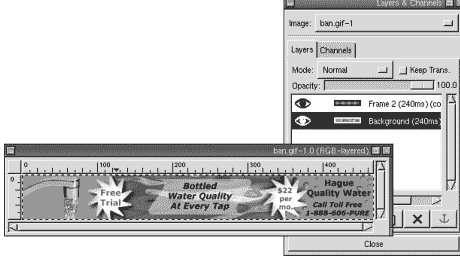 Layers & Channels
Image: ban.gif-1
Layers Channels
Mode: Normal Keep Trans.
Opacity: 100.0
Frame 2 (240ms) (co
Background (240ms)
ban.gif-1.0 (RGB-layered)
0 100 200 300 400
0
Free
Trial
Bottled
Water Quality
At Every Tap
$22
per
mo.
Hague
Quality Water
Call Toll Free
1-888-606-PURE
Close